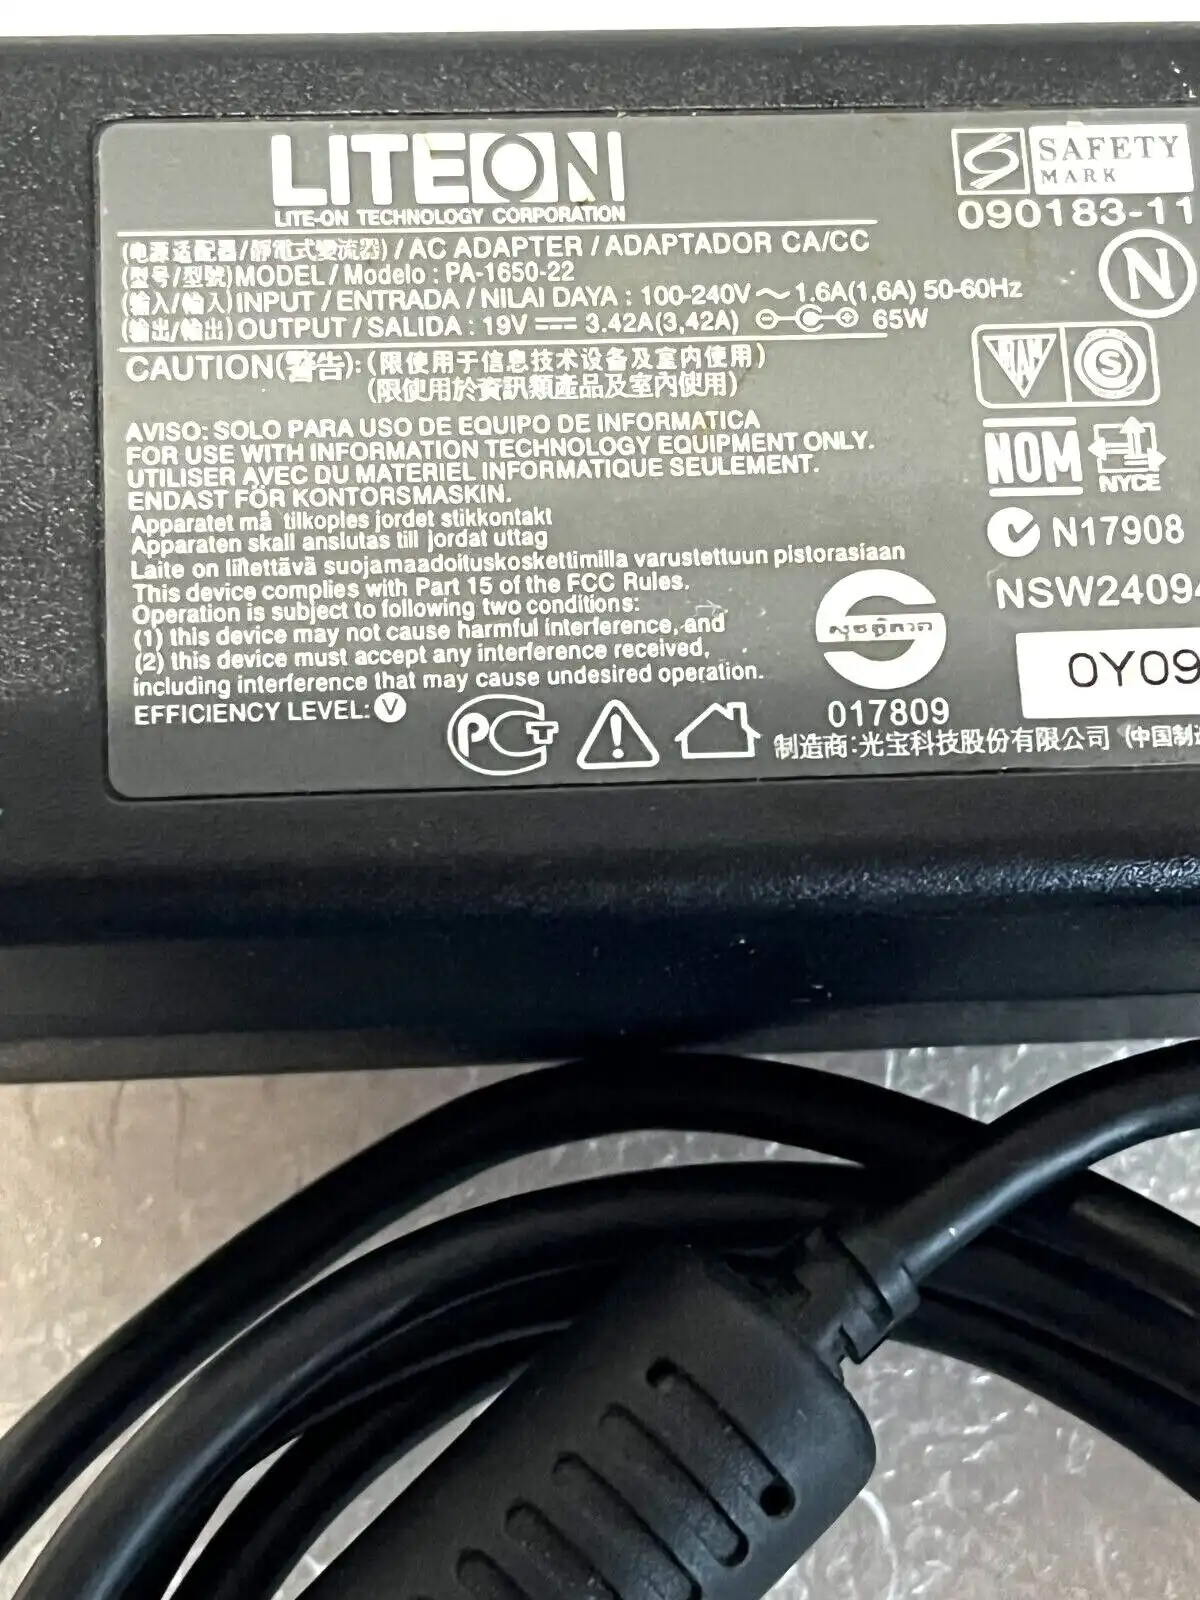 LITEON
LITE-ON TECHNOLOGY CORPORATION
SAFETY
MARK
090183-11
(电源适配器/靜電式變流器)/AC ADAPTER / ADAPTADOR CA/CC
(型号/型號)MODEL / Modelo : PA-1650-22
(输入/輸入)INPUT / ENTRADA / NILAI DAYA : 100-240V～1.6A(1,6A) 50-60Hz
(输出/輸出)OUTPUT / SALIDA : 19V⎓3.42A(3,42A) 65W
N
CAUTION(警告):(限使用于信息技术设备及室内使用)
(限使用於資訊類產品及室內使用)
S
AVISO: SOLO PARA USO DE EQUIPO DE INFORMATICA
FOR USE WITH INFORMATION TECHNOLOGY EQUIPMENT ONLY.
UTILISER AVEC DU MATERIEL INFORMATIQUE SEULEMENT.
ENDAST FÖR KONTORSMASKIN.
NOM
NYCE
Apparatet må tilkoples jordet stikkontakt
Apparaten skall anslutas till jordat uttag
N17908
Laite on liitettävä suojamaadoituskoskettimilla varustettuun pistorasiaan
This device complies with Part 15 of the FCC Rules.
Operation is subject to following two conditions:
(1) this device may not cause harmful interference, and
(2) this device must accept any interference received,
including interference that may cause undesired operation.
NSW2409
0Y09
EFFICIENCY LEVEL: V
PCT
017809
制造商:光宝科技股份有限公司 (中国制造